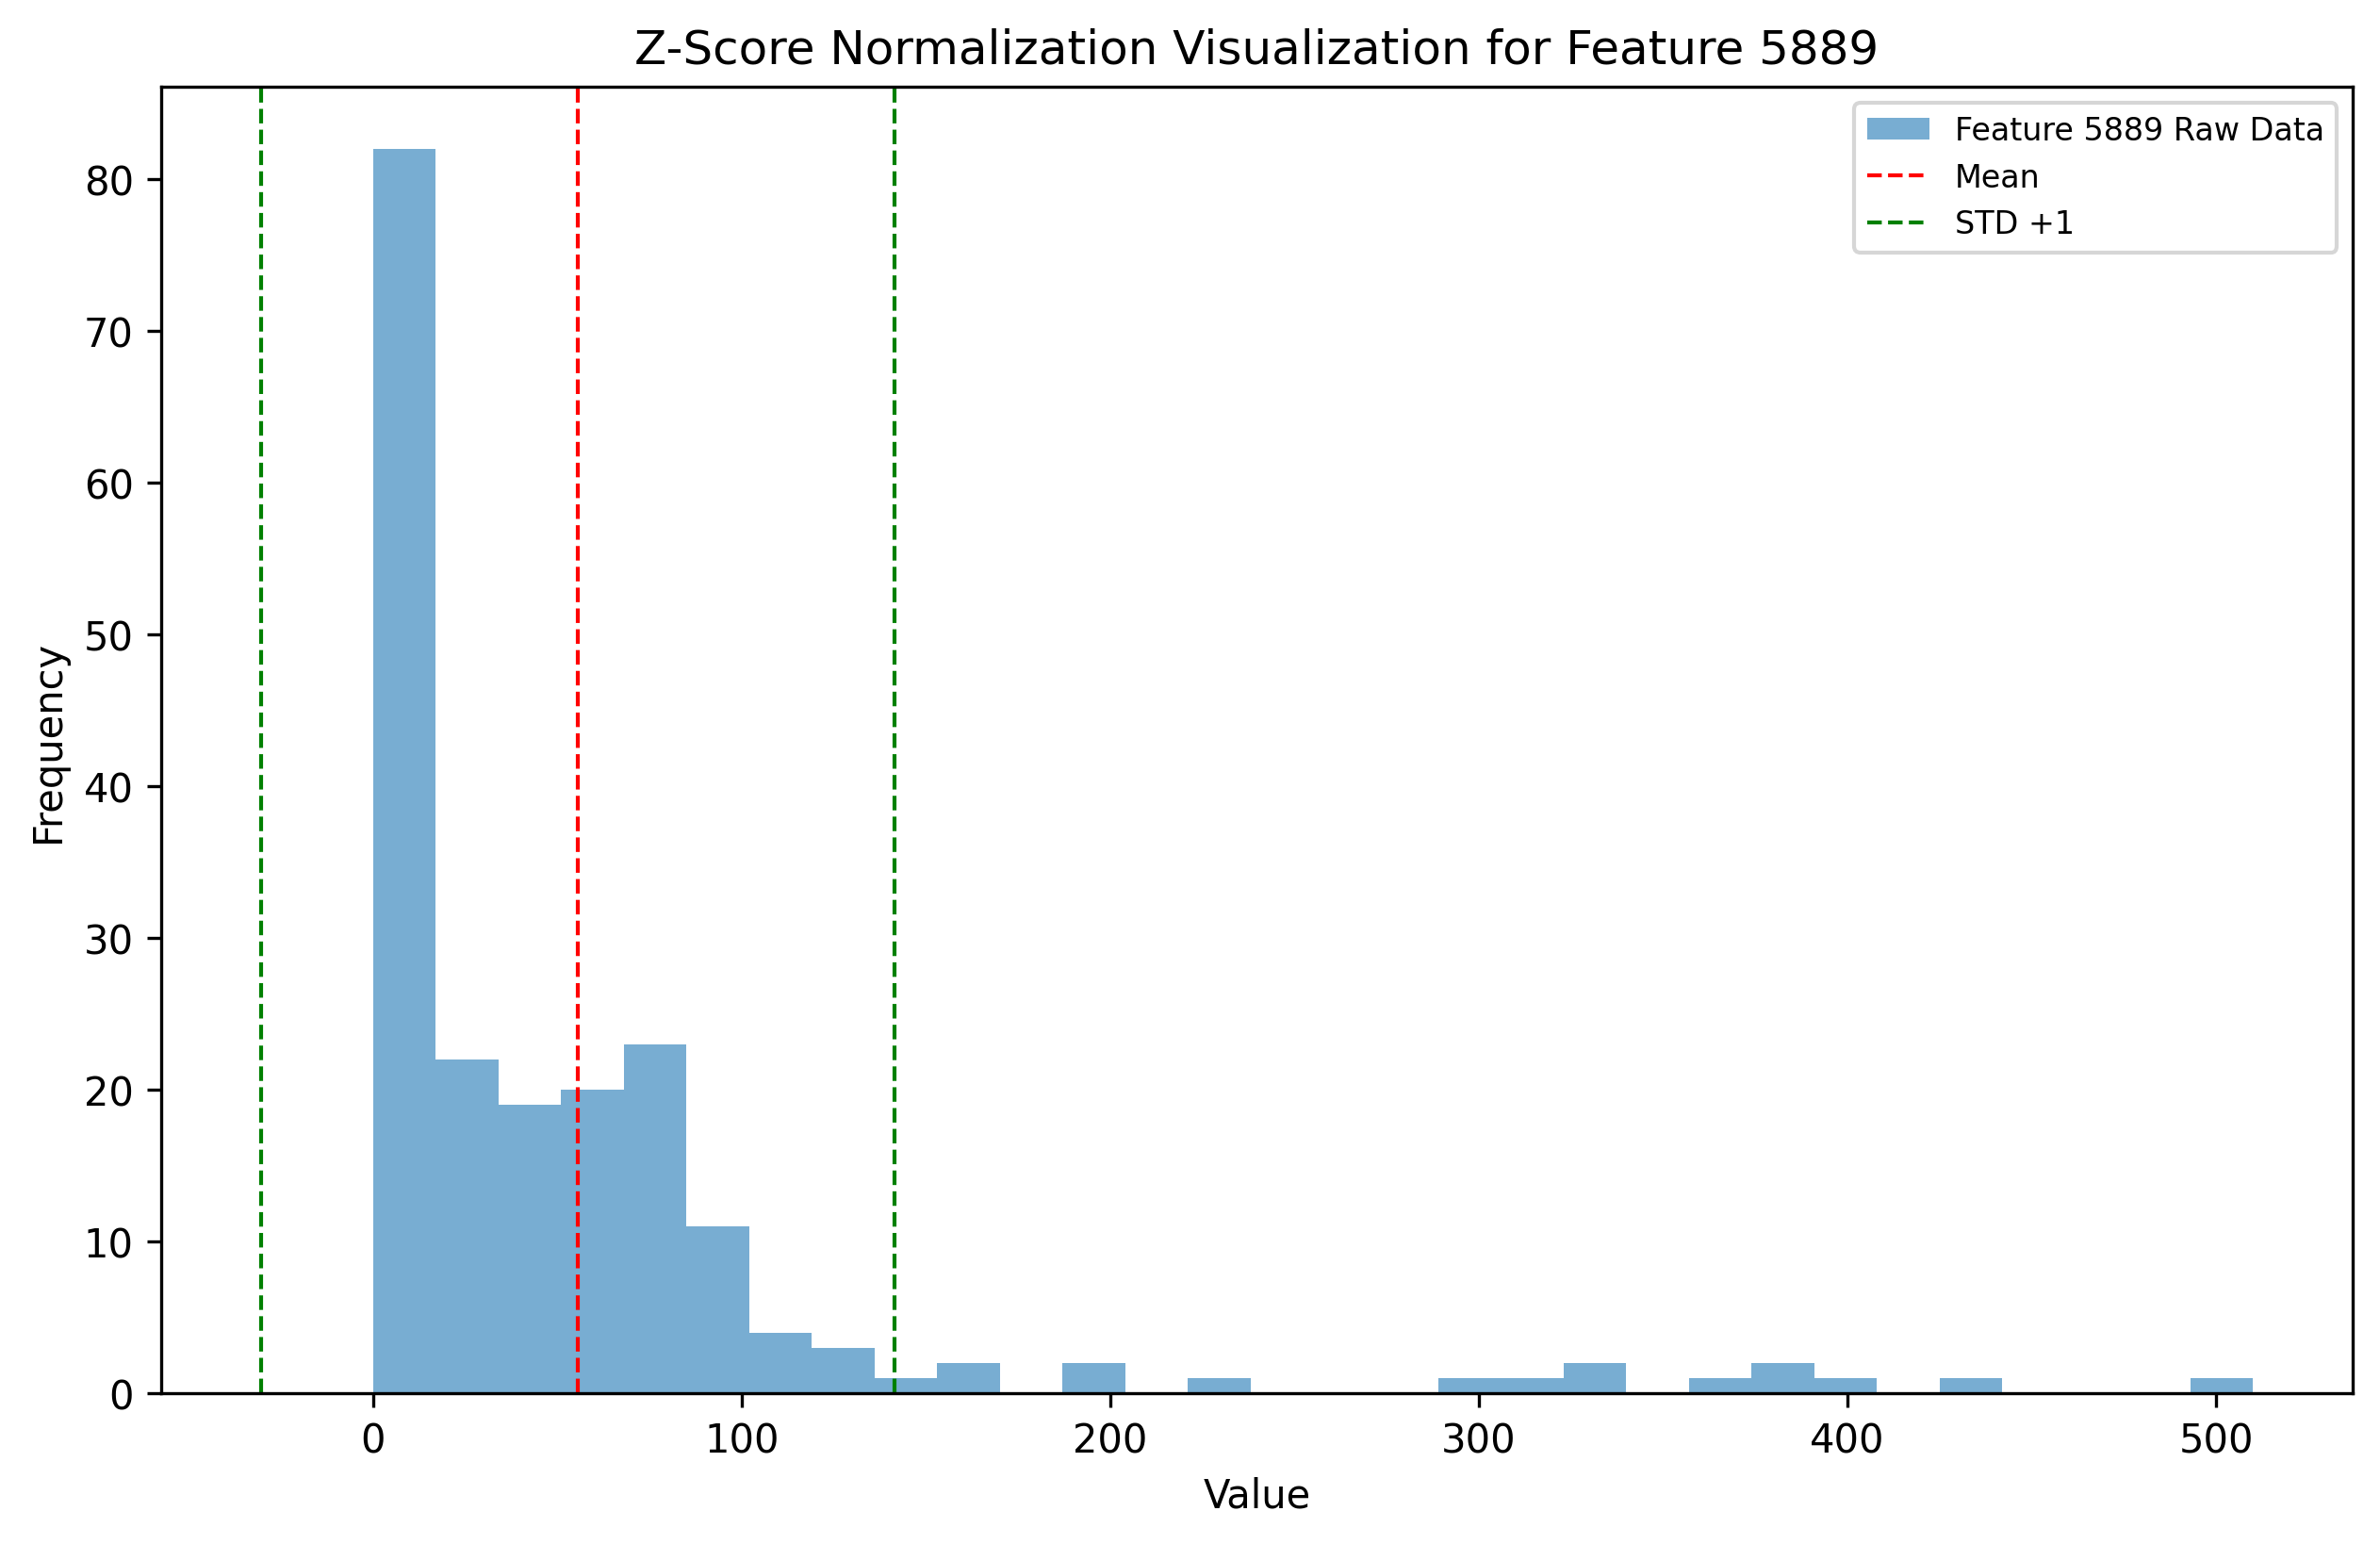 Z-Score Normalization Visualization for Feature 5889
Feature 5889 Raw Data
Mean
STD +1
80
70
60
50
40
30
20
10
0
Frequency
0 100 200 300 400 500
Value